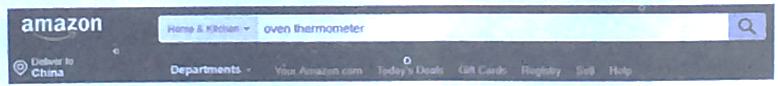 amazon
Home & Kitchen oven thermometer
Deliver to
China
Departments Your Amazon.com Today's Deals Gift Cards Registry Sell Help